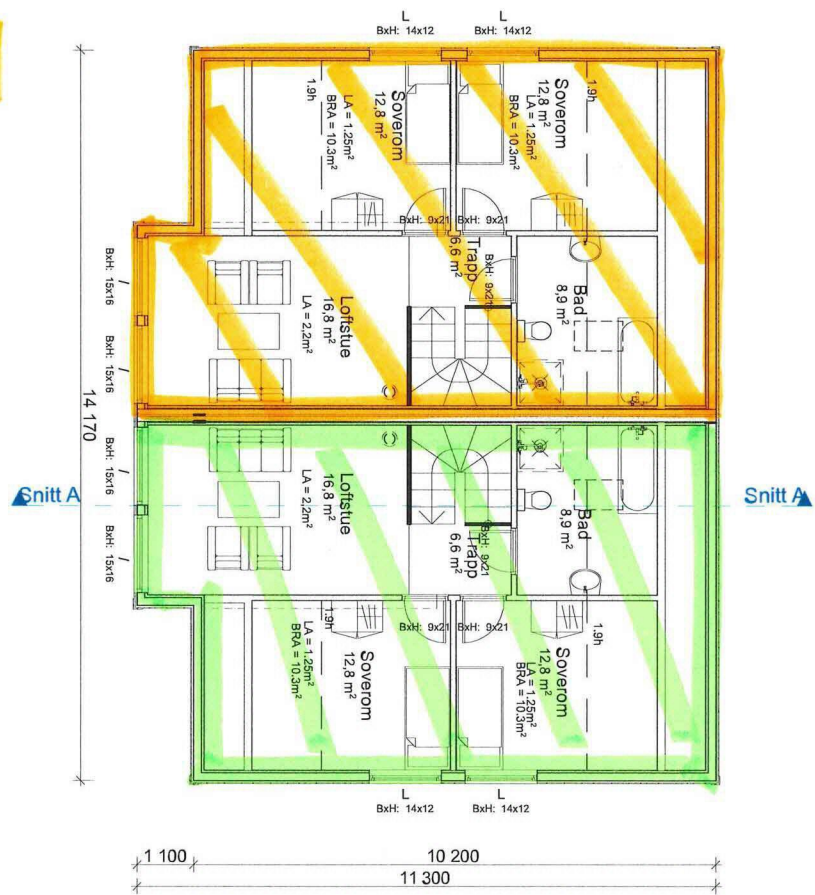 L
BxH: 14x12
L
BxH: 14x12
1.9h
LA = 1.25m²
BRA = 10.3m²
Soverom
12,8 m²
Soverom
12,8 m²
LA = 1.25m²
BRA = 10.3m²
1.9h
BxH: 9x21
BxH: 9x21
Trapp
6,6 m²
BxH: 9x21
Bad
8,9 m²
Loftstue
16,8 m²
LA = 2,2m²
BxH: 15x16
BxH: 15x16
14 170
BxH: 15x16
BxH: 15x16
Snitt A
Snitt A
Loftstue
16,8 m²
LA = 2,2m²
Trapp
6,6 m²
BxH: 9x21
Bad
8,9 m²
BxH: 9x21
BxH: 9x21
1.9h
LA = 1.25m²
BRA = 10.3m²
Soverom
12,8 m²
Soverom
12,8 m²
LA = 1.25m²
BRA = 10.3m²
1.9h
L
BxH: 14x12
L
BxH: 14x12
1 100
10 200
11 300